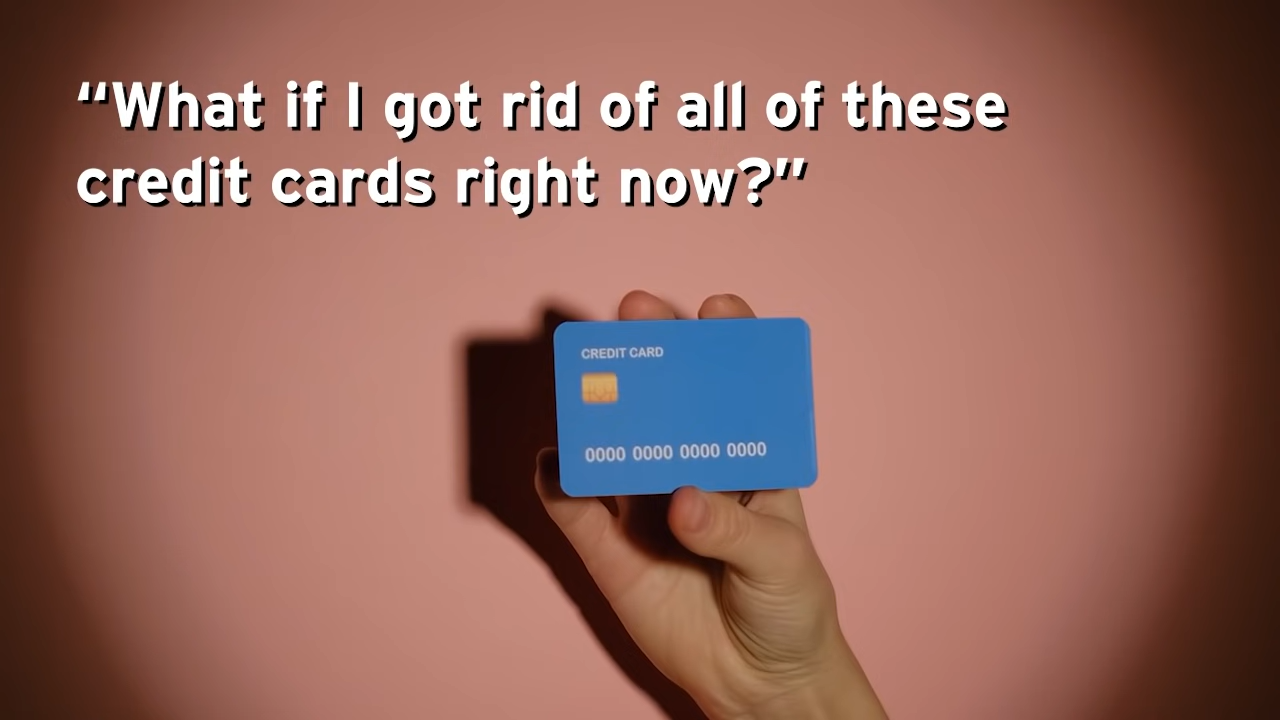 “What if I got rid of all of these
credit cards right now?”
CREDIT CARD
0000 0000 0000 0000